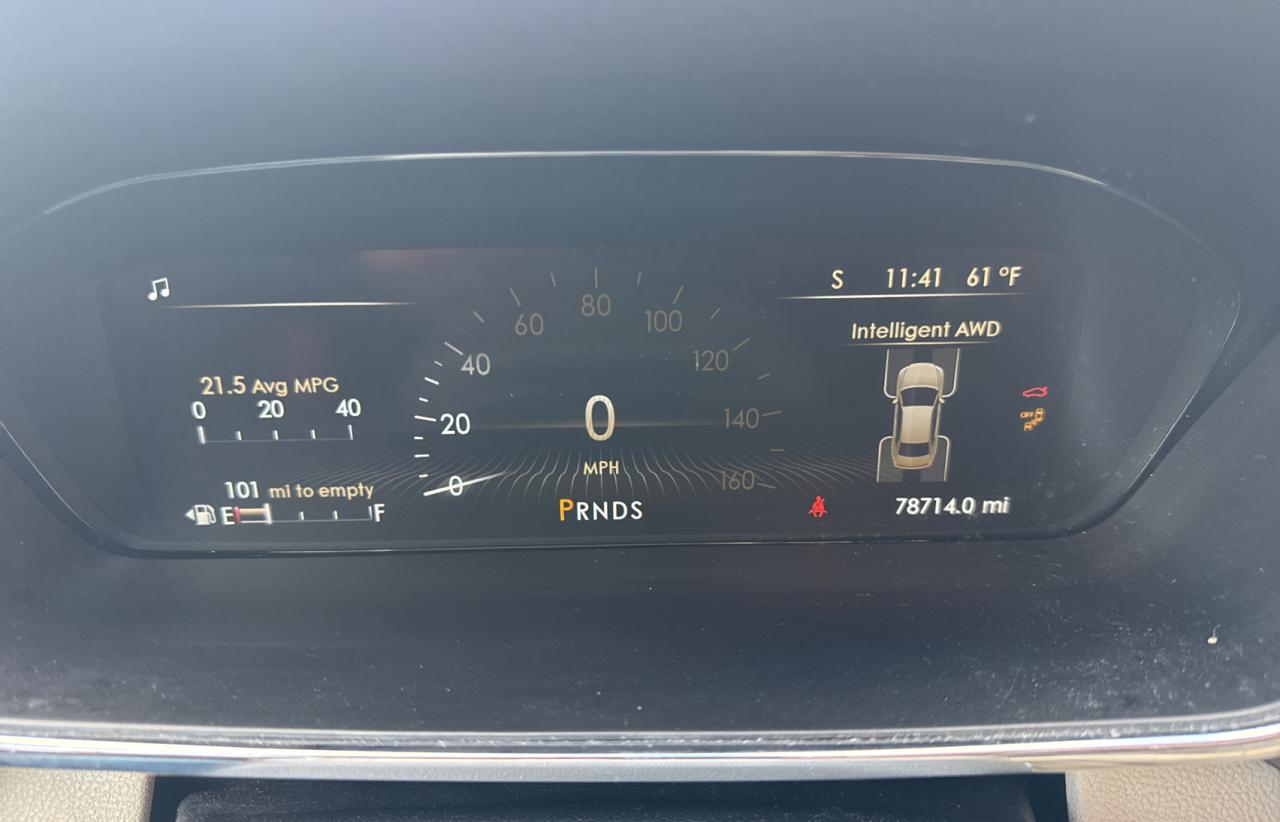 S 11:41 61 °F
Intelligent AWD
80
60 100
40 120
21.5 Avg MPG
0 20 40
20 0 140
MPH
0 160
101 mi to empty
E F
PRNDS
78714.0 mi
OFF